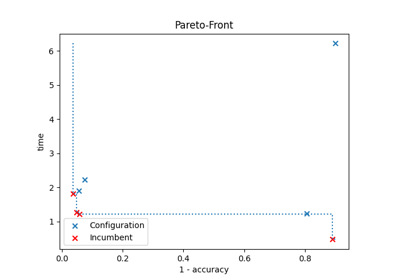 Pareto-Front
6
5
4
3
2
1
time
Configuration
Incumbent
0.0 0.2 0.4 0.6 0.8
1 - accuracy